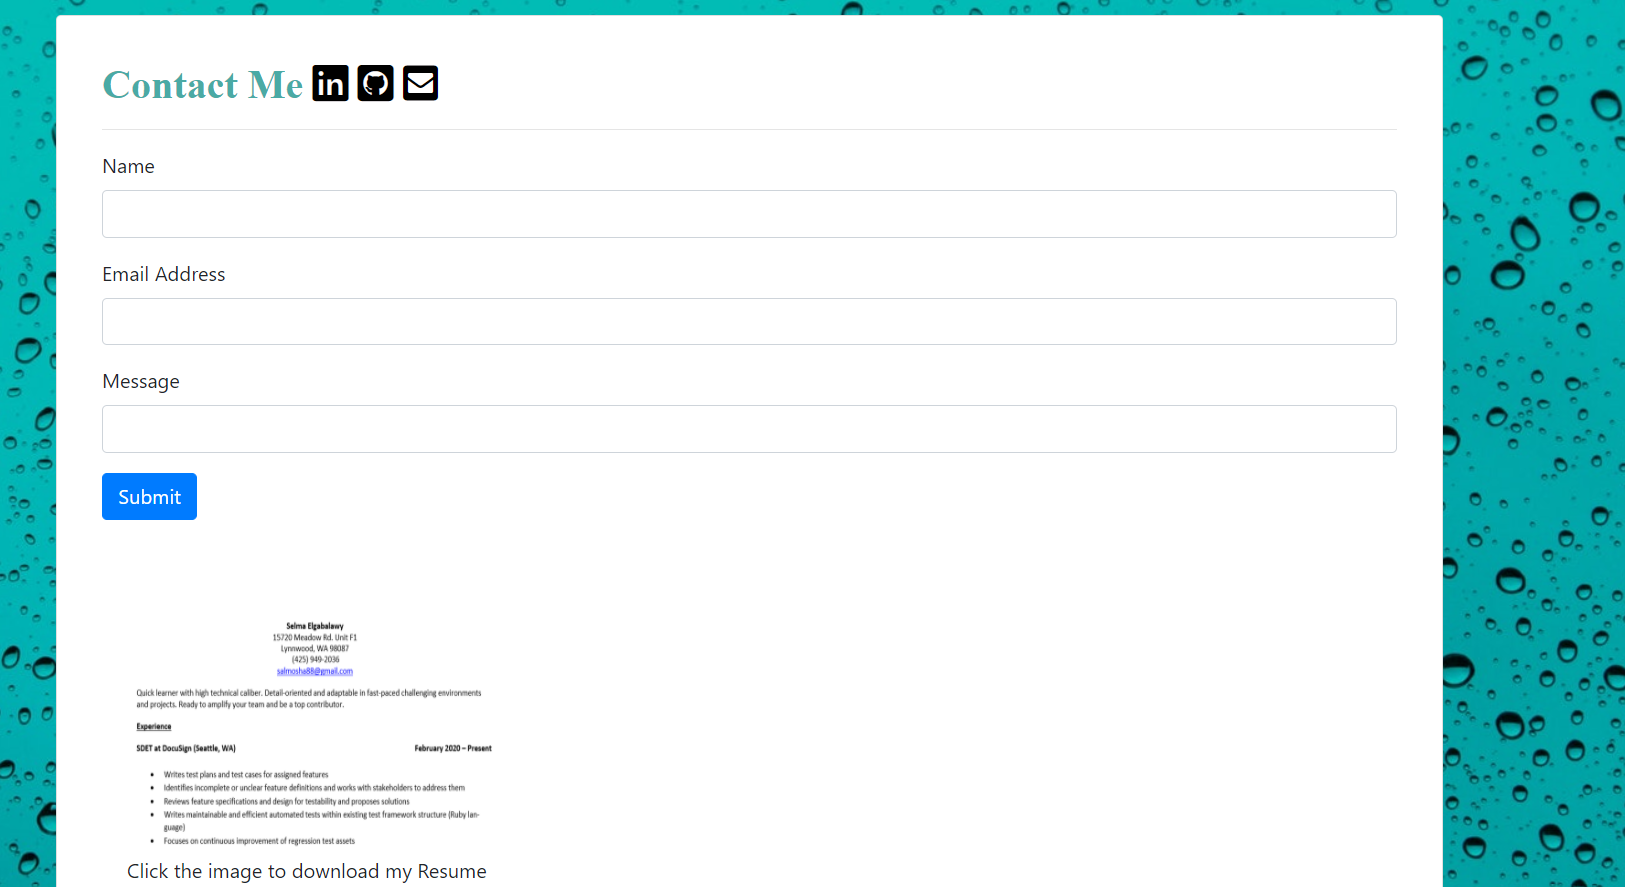 Contact Me in
Name
Email Address
Message
Submit
Selma Elgabalawy
15720 Meadow Rd. Unit F1
Lynnwood, WA 98087
(425) 949-2036
salmosha88@gmail.com
Quick learner with high technical caliber. Detail-oriented and adaptable in fast-paced challenging environments
and projects. Ready to amplify your team and be a top contributor.
Experience
SDET at DocuSign (Seattle, WA) February 2020 – Present
• Writes test plans and test cases for assigned features
• Identifies incomplete or unclear feature definitions and works with stakeholders to address them
• Reviews feature specifications and design for testability and proposes solutions
• Writes maintainable and efficient automated tests within existing test framework structure (Ruby lan-
guage)
• Focuses on continuous improvement of regression test assets
Click the image to download my Resume